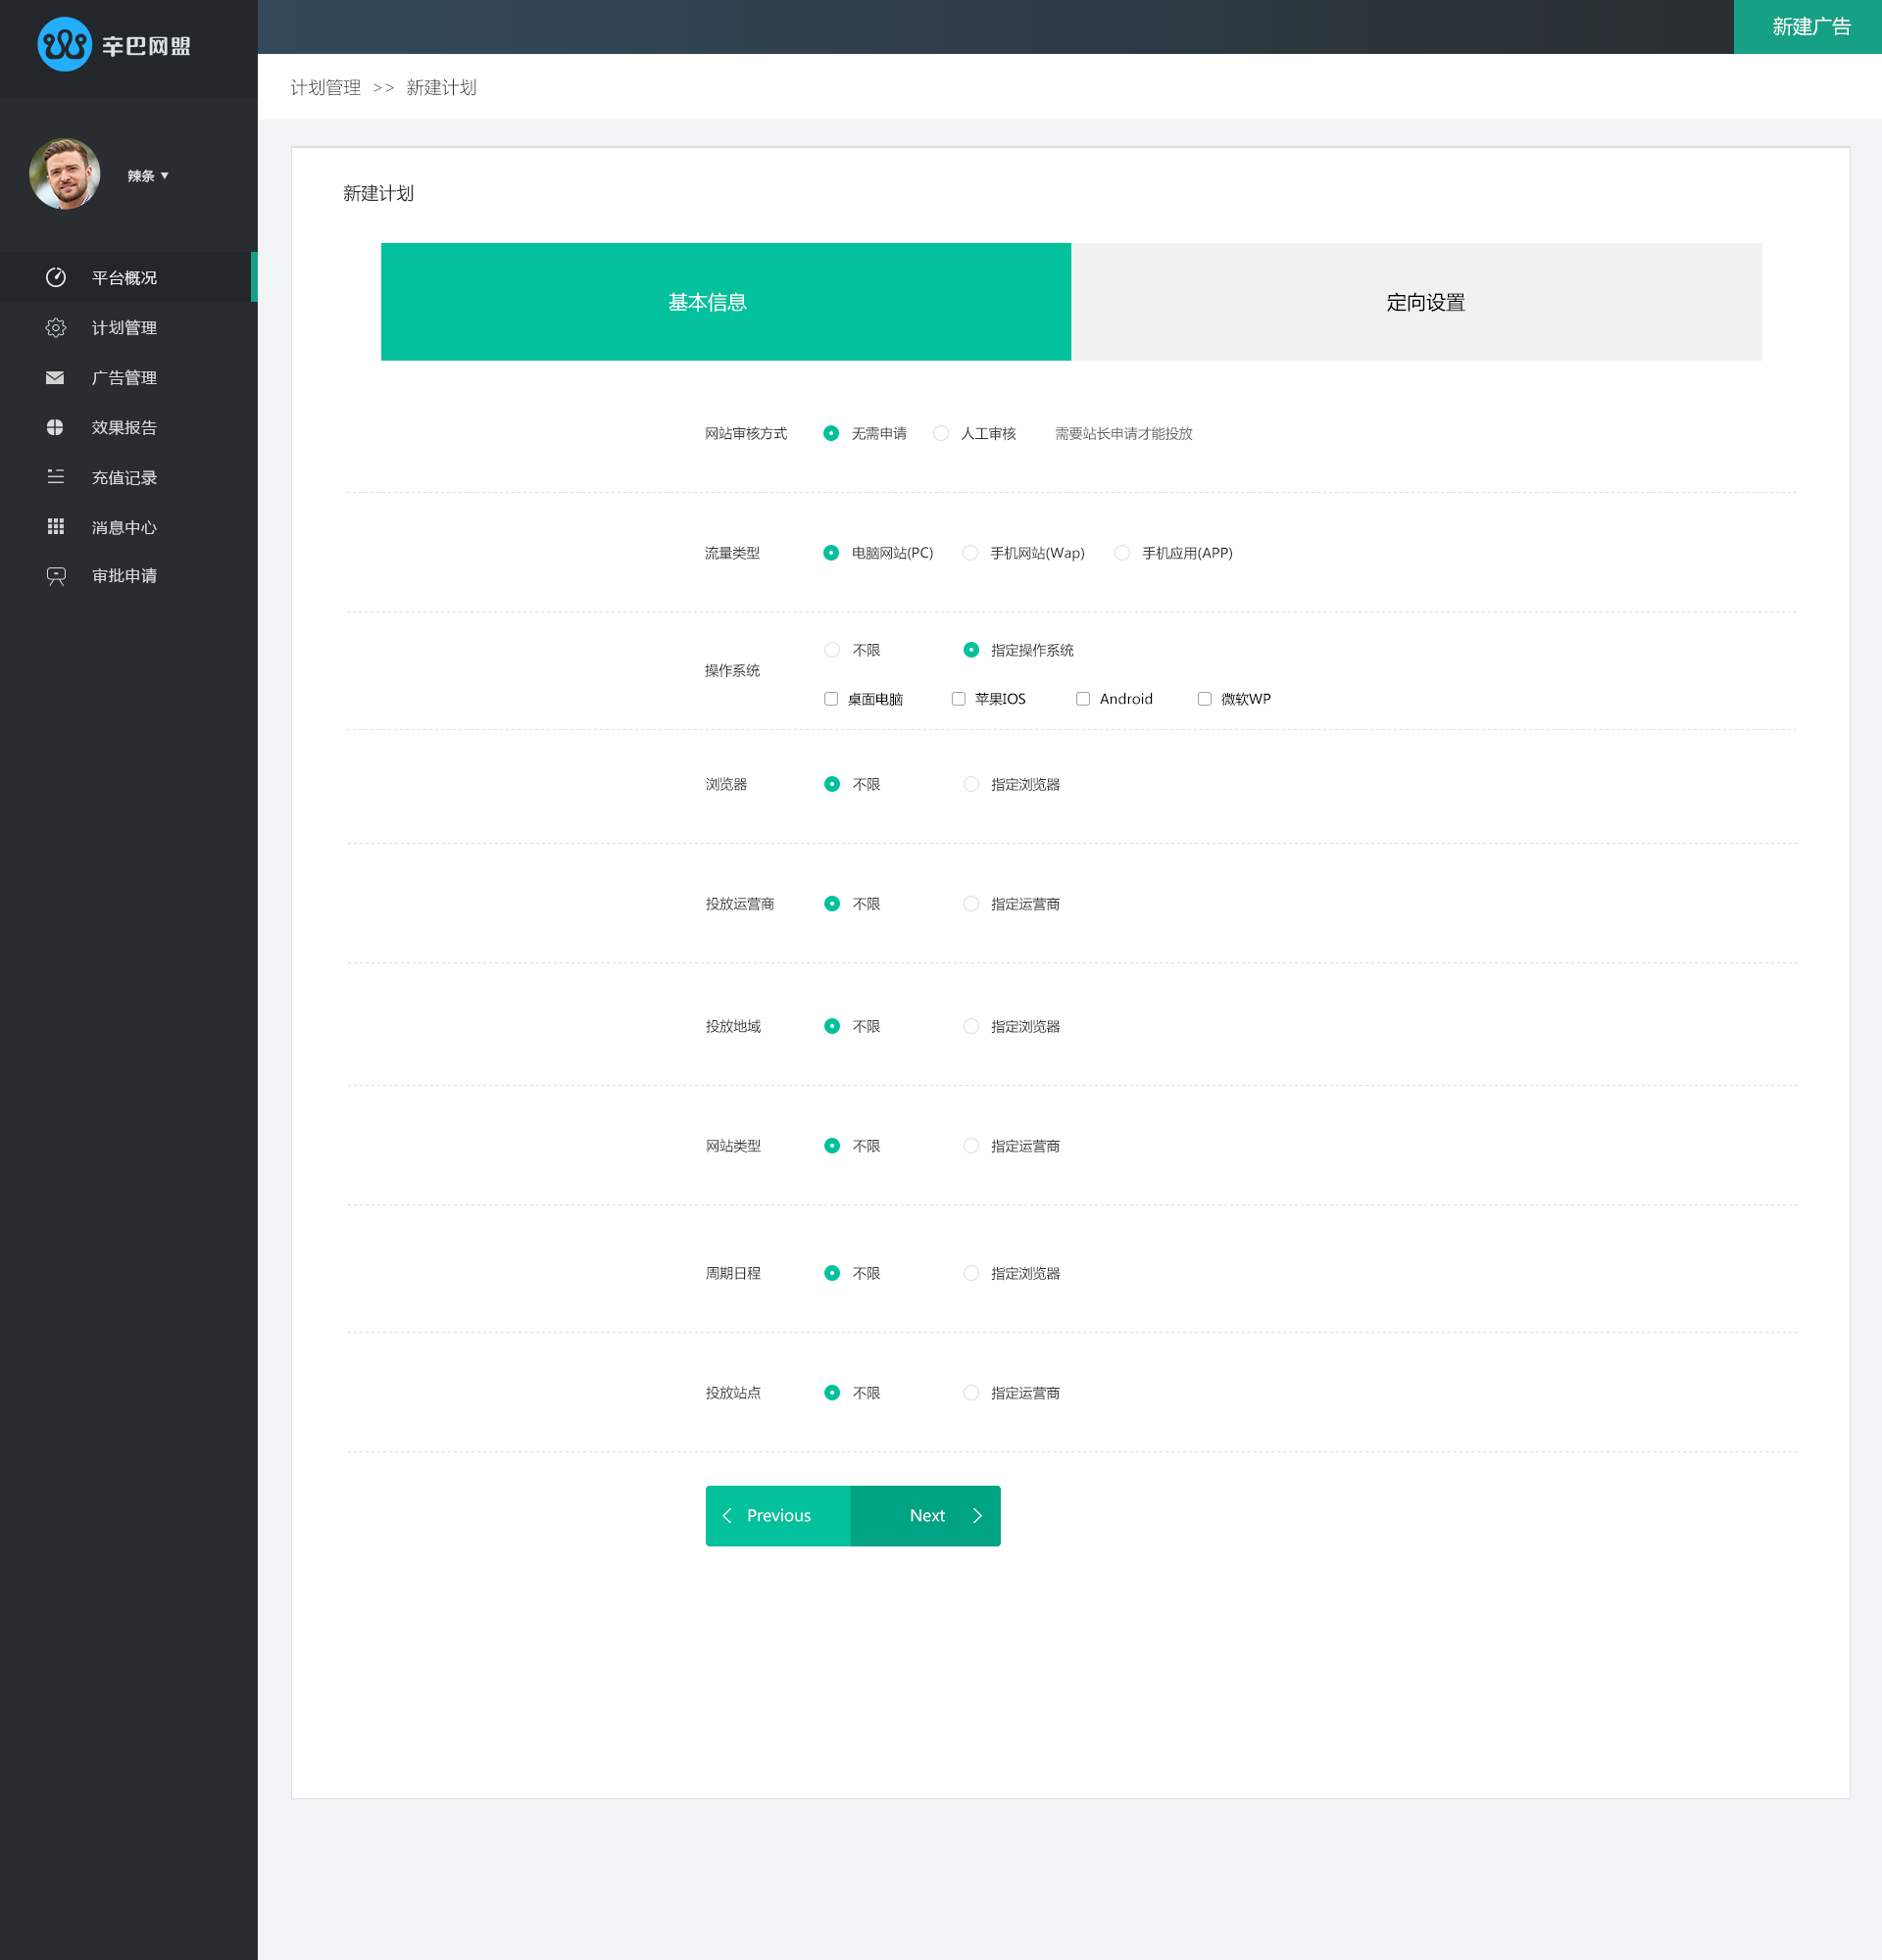 辛巴网盟
新建广告
计划管理 >> 新建计划
辣条
平台概况
计划管理
广告管理
效果报告
充值记录
消息中心
审批申请
新建计划
基本信息 定向设置
网站审核方式 无需申请 人工审核 需要站长申请才能投放
流量类型 电脑网站(PC) 手机网站(Wap) 手机应用(APP)
操作系统 不限 指定操作系统
桌面电脑 苹果IOS Android 微软WP
浏览器 不限 指定浏览器
投放运营商 不限 指定运营商
投放地域 不限 指定浏览器
网站类型 不限 指定运营商
周期日程 不限 指定浏览器
投放站点 不限 指定运营商
Previous Next